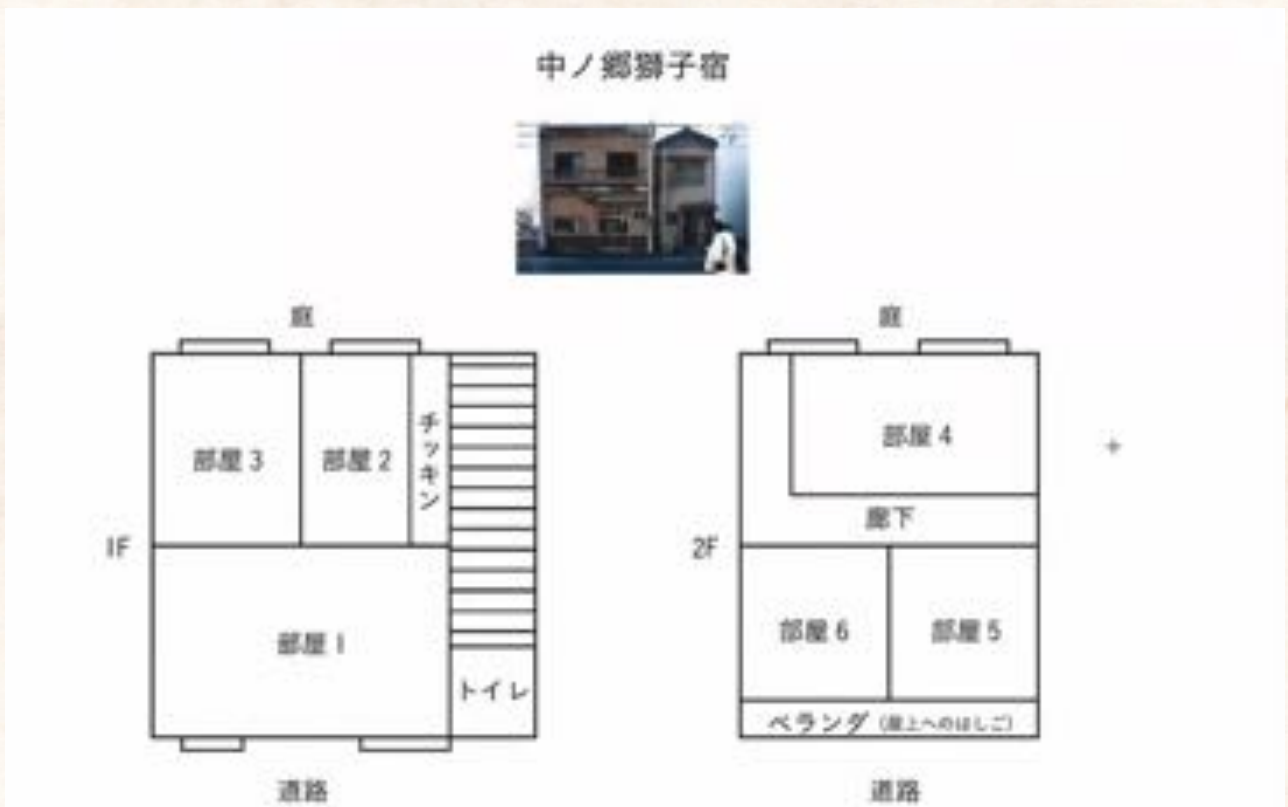 中ノ郷獅子宿
庭
部屋3
部屋2
チッキン
1F
部屋1
トイレ
道路
庭
部屋4
廊下
2F
部屋6
部屋5
ベランダ（屋上へのはしご）
道路